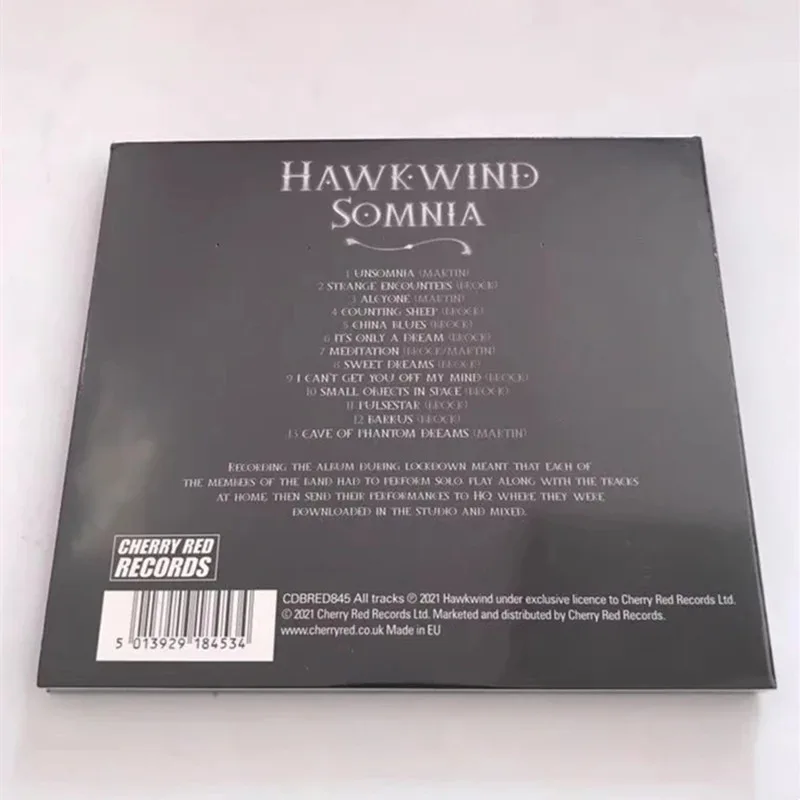 HAWKWIND
SOMNIA
1 UNSOMNIA (MARTIN)
2 STRANGE ENCOUNTERS (BROCK)
3 ALCYONE (MARTIN)
4 COUNTING SHEEP (BROCK)
5 CHINA BLUES (BROCK)
6 IT'S ONLY A DREAM (BROCK)
7 MEDITATION (BROCK/MARTIN)
8 SWEET DREAMS (BROCK)
9 I CAN'T GET YOU OFF MY MIND (BROCK)
10 SMALL OBJECTS IN SPACE (BROCK)
11 PULSESTAR (BROCK)
12 BARKUS (BROCK)
13 CAVE OF PHANTOM DREAMS (MARTIN)
RECORDING THE ALBUM DURING LOCKDOWN MEANT THAT EACH OF
THE MEMBERS OF THE BAND HAD TO PERFORM SOLO. PLAY ALONG WITH THE TRACKS
AT HOME THEN SEND THEIR PERFORMANCES TO HQ WHERE THEY WERE
DOWNLOADED IN THE STUDIO AND MIXED.
CHERRY RED
RECORDS
CDBRED845 All tracks ℗ 2021 Hawkwind under exclusive licence to Cherry Red Records Ltd.
© 2021 Cherry Red Records Ltd. Marketed and distributed by Cherry Red Records.
www.cherryred.co.uk Made in EU
5 013929 184534